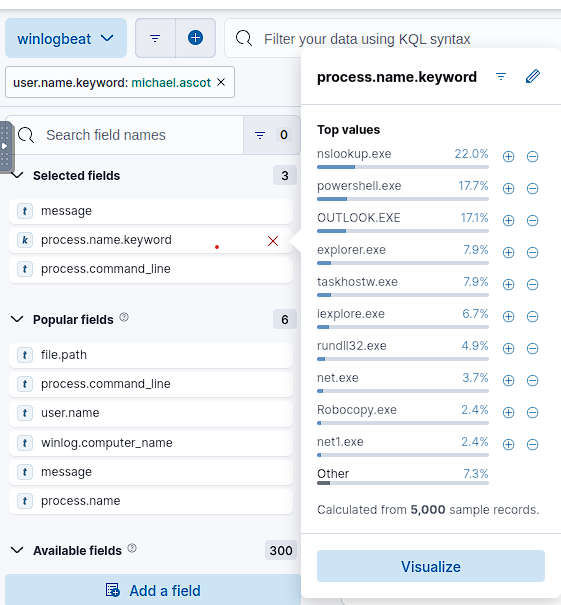 winlogbeat
Filter your data using KQL syntax
user.name.keyword: michael.ascot
Search field names
0
Selected fields
3
t message
k process.name.keyword
t process.command_line
Popular fields
6
t file.path
t process.command_line
t user.name
t winlog.computer_name
t message
t process.name
Available fields
300
Add a field
process.name.keyword
Top values
nslookup.exe 22.0%
powershell.exe 17.7%
OUTLOOK.EXE 17.1%
explorer.exe 7.9%
taskhostw.exe 7.9%
iexplore.exe 6.7%
rundll32.exe 4.9%
net.exe 3.7%
Robocopy.exe 2.4%
net1.exe 2.4%
Other 7.3%
Calculated from 5,000 sample records.
Visualize